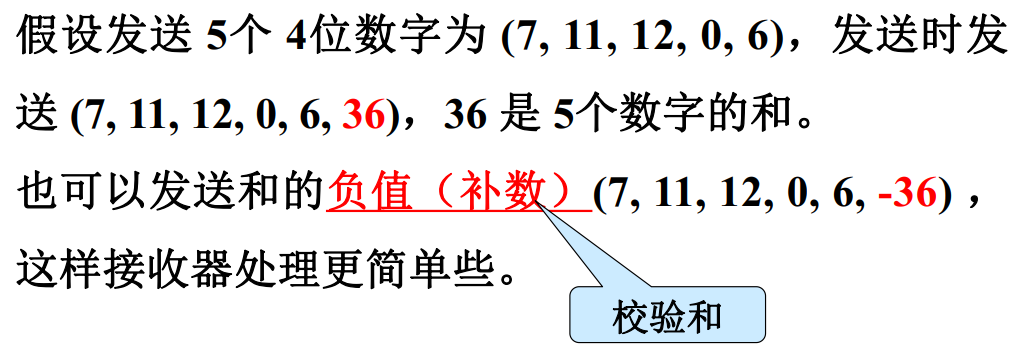 假设发送 5个 4位数字为 (7, 11, 12, 0, 6)，发送时发
送 (7, 11, 12, 0, 6, 36)，36 是 5个数字的和。
也可以发送和的负值（补数）(7, 11, 12, 0, 6, -36)，
这样接收器处理更简单些。
校验和